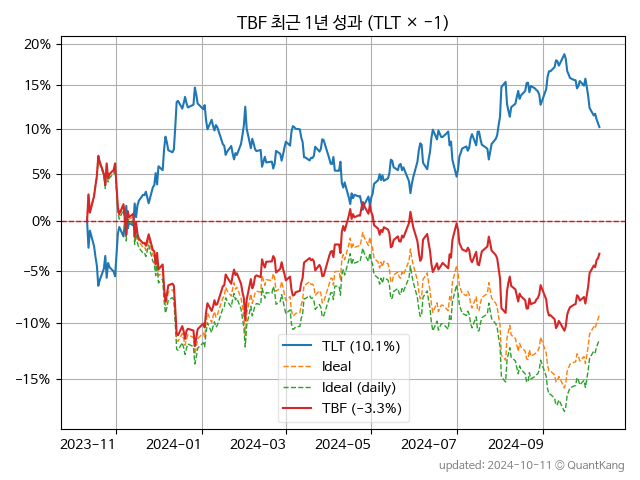 TBF 최근 1년 성과 (TLT × −1)
20%
15%
10%
5%
0%
−5%
−10%
−15%
TLT (10.1%)
Ideal
Ideal (daily)
TBF (−3.3%)
2023-11 2024-01 2024-03 2024-05 2024-07 2024-09
updated: 2024-10-11 © QuantKang